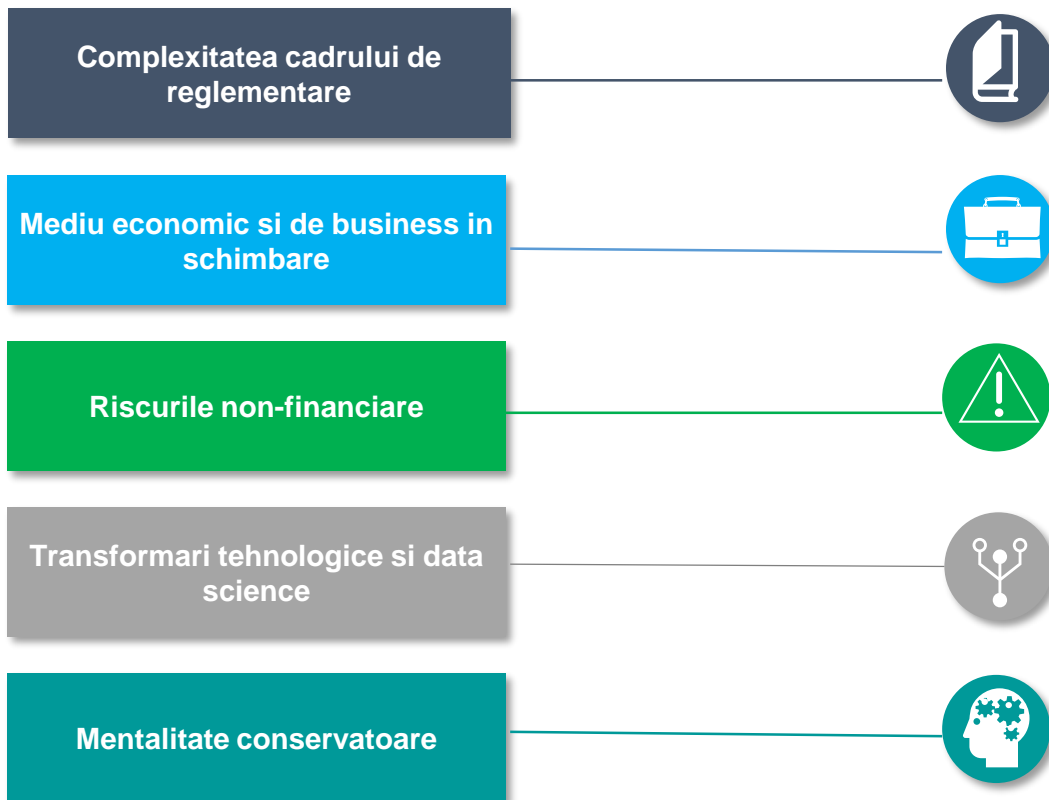 Complexitatea cadrului de
reglementare
Mediu economic si de business in
schimbare
Riscurile non-financiare
Transformari tehnologice si data
science
Mentalitate conservatoare